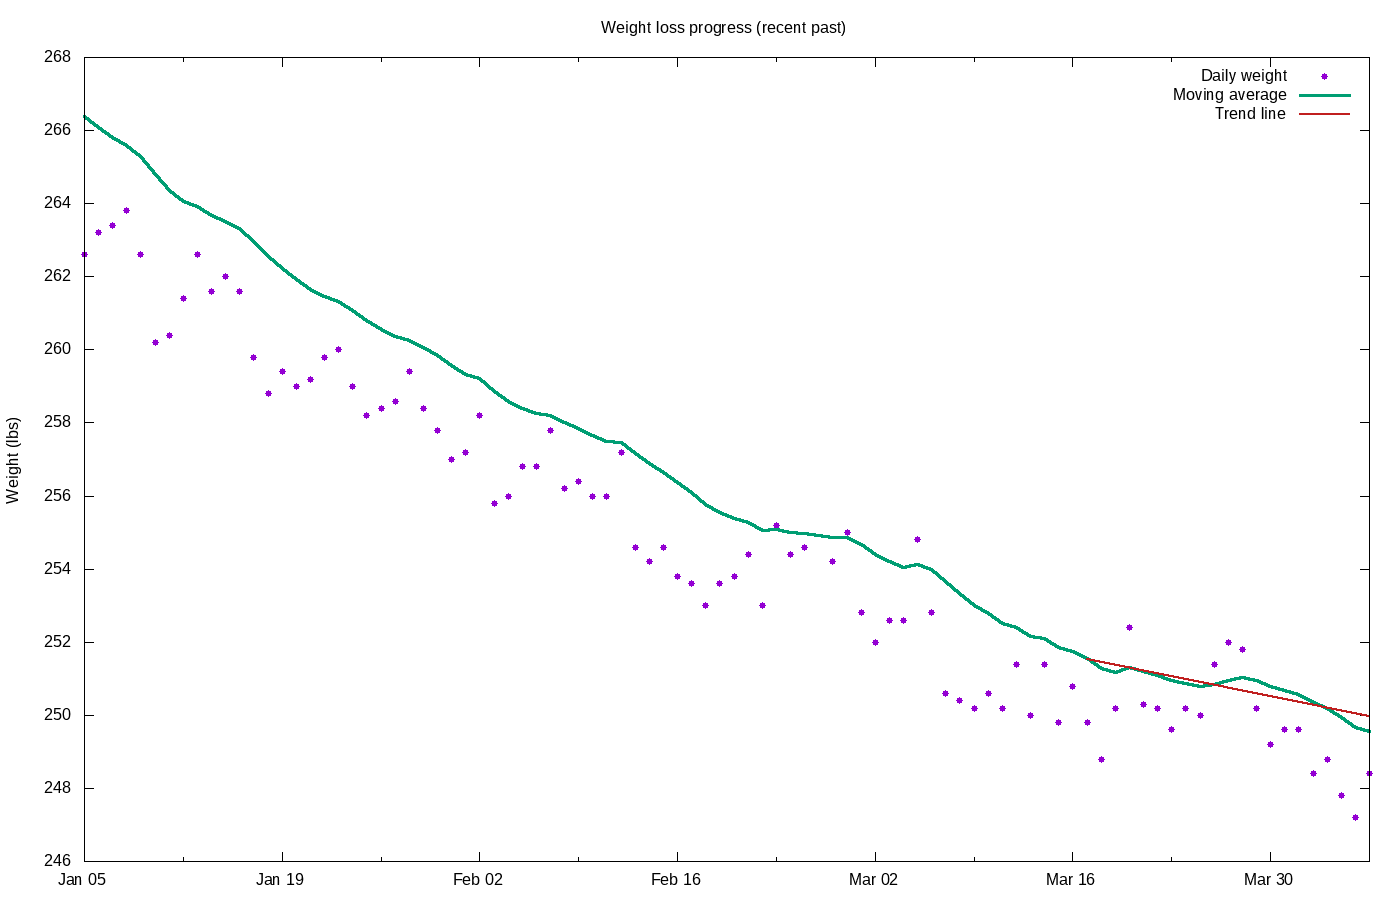 Weight loss progress (recent past)
268
266
264
262
260
258
256
254
252
250
248
246
Weight (lbs)
Daily weight
Moving average
Trend line
Jan 05 Jan 19 Feb 02 Feb 16 Mar 02 Mar 16 Mar 30